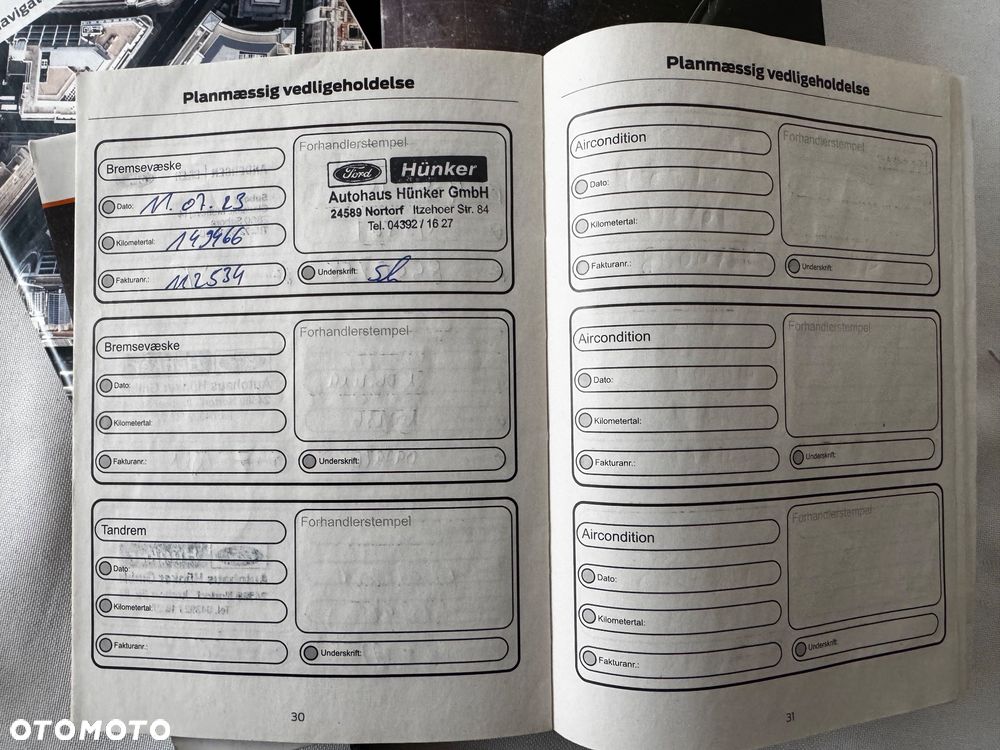 navigat
Planmæssig vedligeholdelse
Bremsevæske
Dato: 11.07.23
Kilometertal: 149466
Fakturanr.: 112534
Forhandlerstempel
Ford Hünker
Autohaus Hünker GmbH
24589 Nortorf Itzehoer Str. 84
Tel. 04392 / 16 27
Underskrift:
Bremsevæske
Dato:
Kilometertal:
Fakturanr.:
Forhandlerstempel
Underskrift:
Tandrem
Dato:
Kilometertal:
Fakturanr.:
Forhandlerstempel
Underskrift:
30
Planmæssig vedligeholdelse
Aircondition
Dato:
Kilometertal:
Fakturanr.:
Forhandlerstempel
Underskrift:
Aircondition
Dato:
Kilometertal:
Fakturanr.:
Forhandlerstempel
Underskrift:
Aircondition
Dato:
Kilometertal:
Fakturanr.:
Forhandlerstempel
Underskrift:
31
OTOMOTO